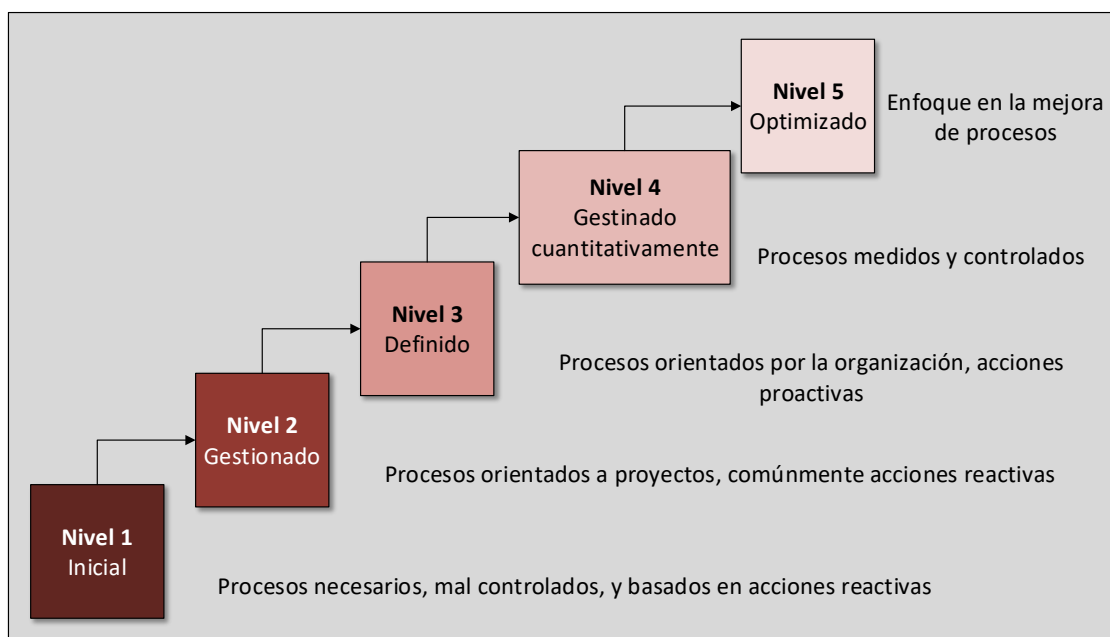 Nivel 5
Optimizado
Enfoque en la mejora
de procesos
Nivel 4
Gestinado
cuantitativamente
Procesos medidos y controlados
Nivel 3
Definido
Procesos orientados por la organización, acciones
proactivas
Nivel 2
Gestionado
Procesos orientados a proyectos, comúnmente acciones reactivas
Nivel 1
Inicial
Procesos necesarios, mal controlados, y basados en acciones reactivas